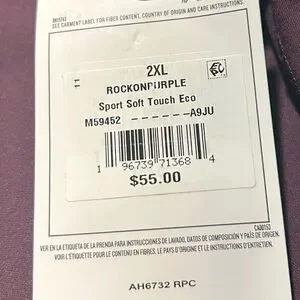 SEE GARMENT LABEL FOR FIBER CONTENT, COUNTRY OF ORIGIN AND CARE INSTRUCTIONS.
11
2XL
ROCKONPURPLE
Sport Soft Touch Eco
M59452 - - - - - - A9JU
1 96739 71368 4
$55.00
CA00153
VER EN LA ETIQUETA DE LA PRENDA PARA INSTRUCCIONES DE LAVADO, DATOS DE COMPOSICIÓN Y PAÍS DE ORIGEN.
VOIR L'ÉTIQUETTE POUR LE CONTENU EN FIBRES, LE PAYS D'ORIGINE ET LES INSTRUCTIONS D'ENTRETIEN.
AH6732 RPC